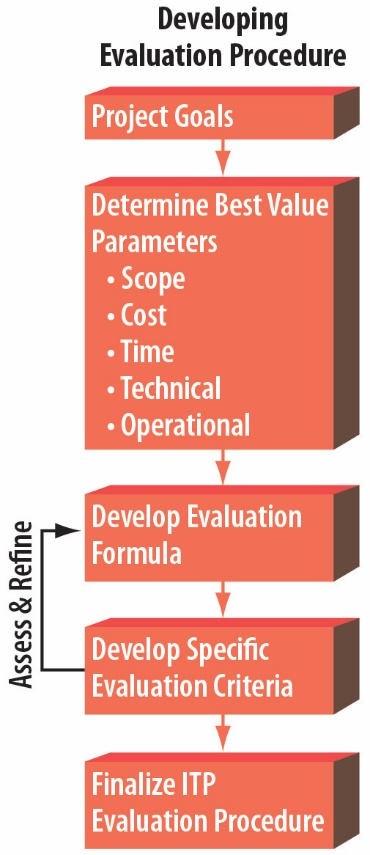 Developing
Evaluation Procedure
Project Goals
Determine Best Value
Parameters
• Scope
• Cost
• Time
• Technical
• Operational
Develop Evaluation
Formula
Assess & Refine
Develop Specific
Evaluation Criteria
Finalize ITP
Evaluation Procedure